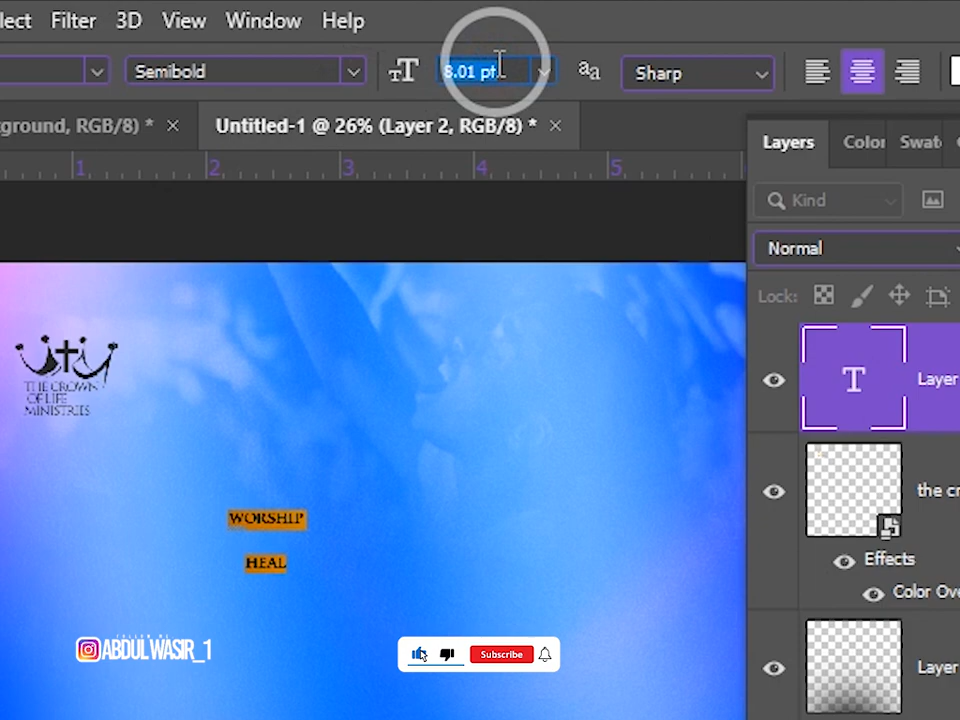 lect Filter 3D View Window Help
Semibold
8.01 pt
Sharp
ground, RGB/8) *
Untitled-1 @ 26% (Layer 2, RGB/8) *
1 2 3 4 5
Layers Color Swat
Kind
Normal
Lock:
Layer
the cr
Effects
Color Ove
Layer
THE CROWN
OF LIFE
MINISTRIES
WORSHIP
HEAL
ABDULWASIR_1
Subscribe